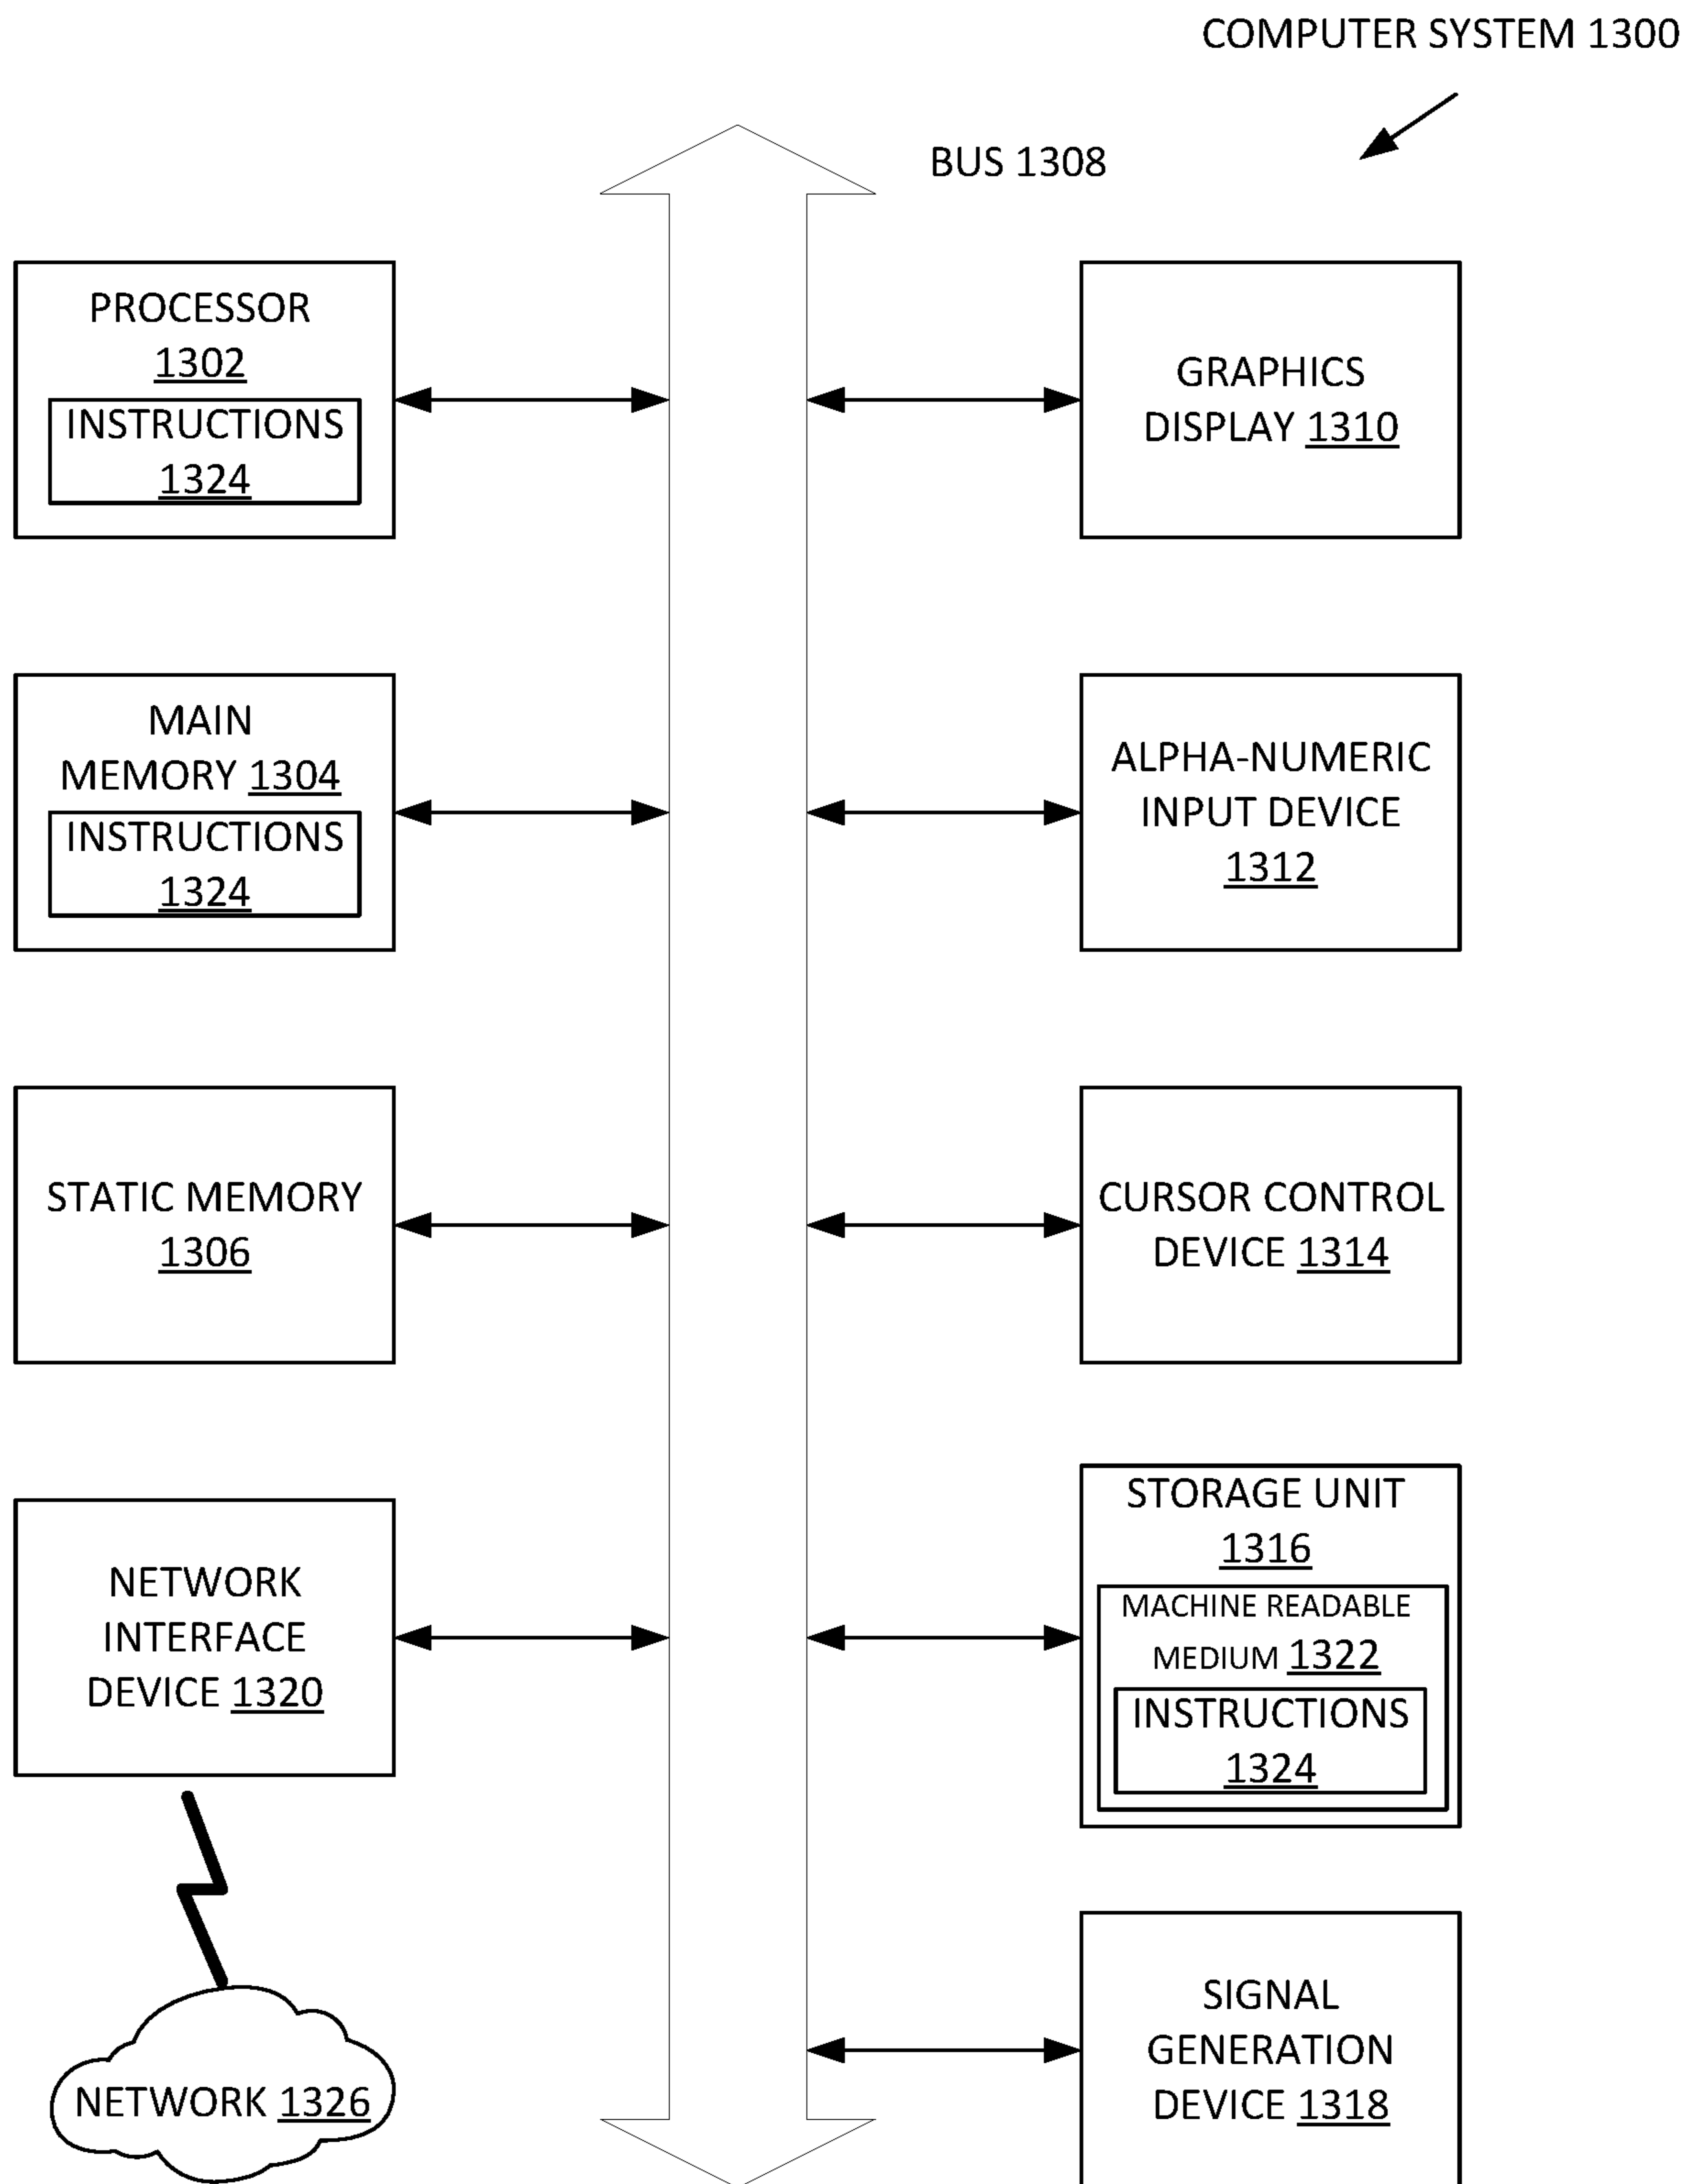 COMPUTER SYSTEM 1300
BUS 1308
PROCESSOR
1302
INSTRUCTIONS
1324
GRAPHICS
DISPLAY 1310
MAIN
MEMORY 1304
INSTRUCTIONS
1324
ALPHA-NUMERIC
INPUT DEVICE
1312
STATIC MEMORY
1306
CURSOR CONTROL
DEVICE 1314
NETWORK
INTERFACE
DEVICE 1320
STORAGE UNIT
1316
MACHINE READABLE
MEDIUM 1322
INSTRUCTIONS
1324
NETWORK 1326
SIGNAL
GENERATION
DEVICE 1318